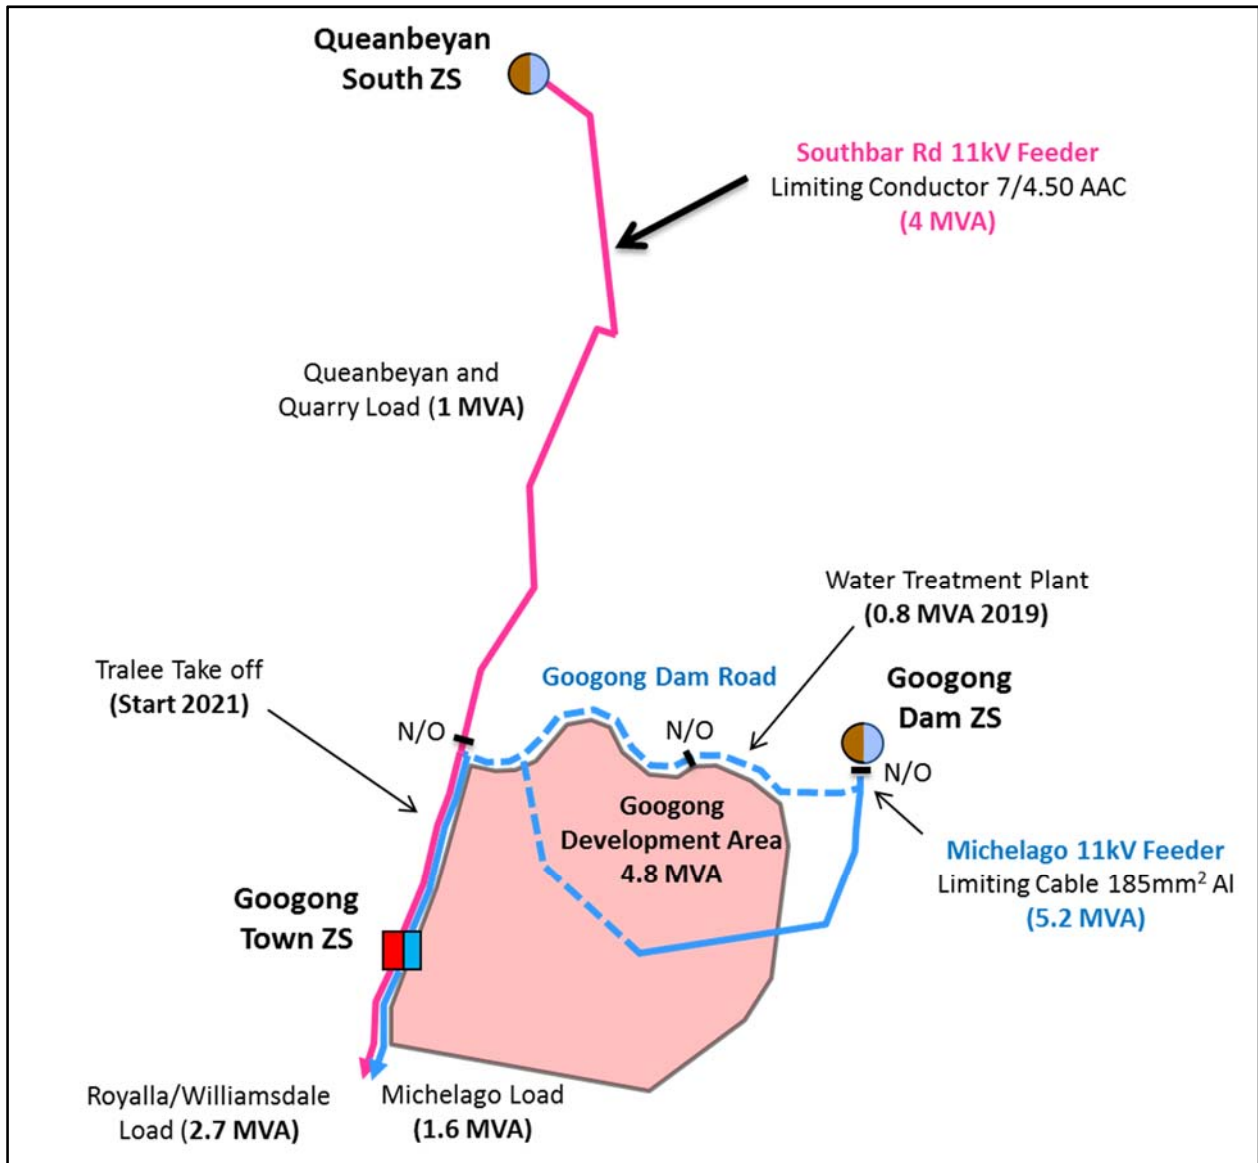 Queanbeyan
South ZS
Southbar Rd 11kV Feeder
Limiting Conductor 7/4.50 AAC
(4 MVA)
Queanbeyan and
Quarry Load (1 MVA)
Water Treatment Plant
(0.8 MVA 2019)
Tralee Take off
(Start 2021)
Googong Dam Road
Googong
Dam ZS
N/O
N/O
N/O
Googong
Development Area
4.8 MVA
Michelago 11kV Feeder
Limiting Cable 185mm² Al
(5.2 MVA)
Googong
Town ZS
Royalla/Williamsdale
Load (2.7 MVA)
Michelago Load
(1.6 MVA)